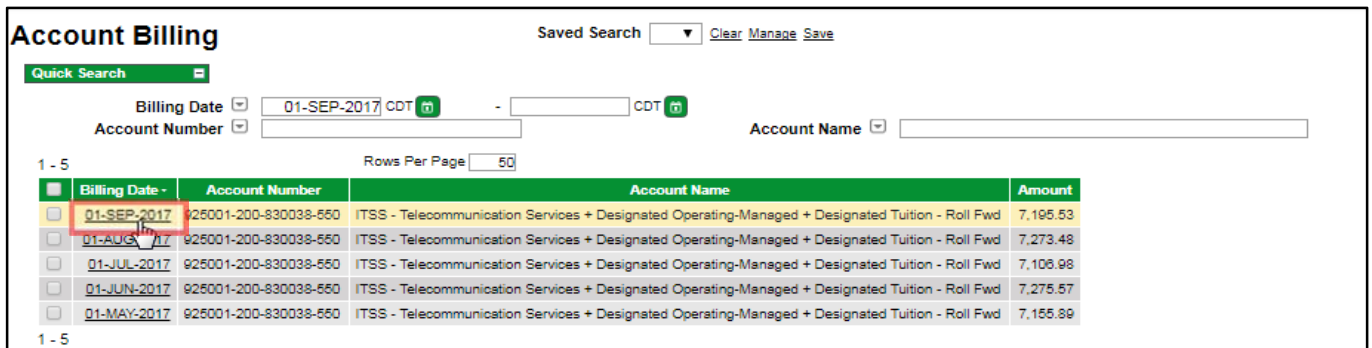 Account Billing
Saved Search Clear Manage Save
Quick Search
Billing Date 01-SEP-2017 CDT - CDT
Account Number Account Name
1 - 5 Rows Per Page 50
Billing Date Account Number Account Name Amount
01-SEP-2017 925001-200-830038-550 ITSS - Telecommunication Services + Designated Operating-Managed + Designated Tuition - Roll Fwd 7,195.53
01-AUG 17 925001-200-830038-550 ITSS - Telecommunication Services + Designated Operating-Managed + Designated Tuition - Roll Fwd 7,273.48
01-JUL-2017 925001-200-830038-550 ITSS - Telecommunication Services + Designated Operating-Managed + Designated Tuition - Roll Fwd 7,106.98
01-JUN-2017 925001-200-830038-550 ITSS - Telecommunication Services + Designated Operating-Managed + Designated Tuition - Roll Fwd 7,275.57
01-MAY-2017 925001-200-830038-550 ITSS - Telecommunication Services + Designated Operating-Managed + Designated Tuition - Roll Fwd 7,155.89
1 - 5